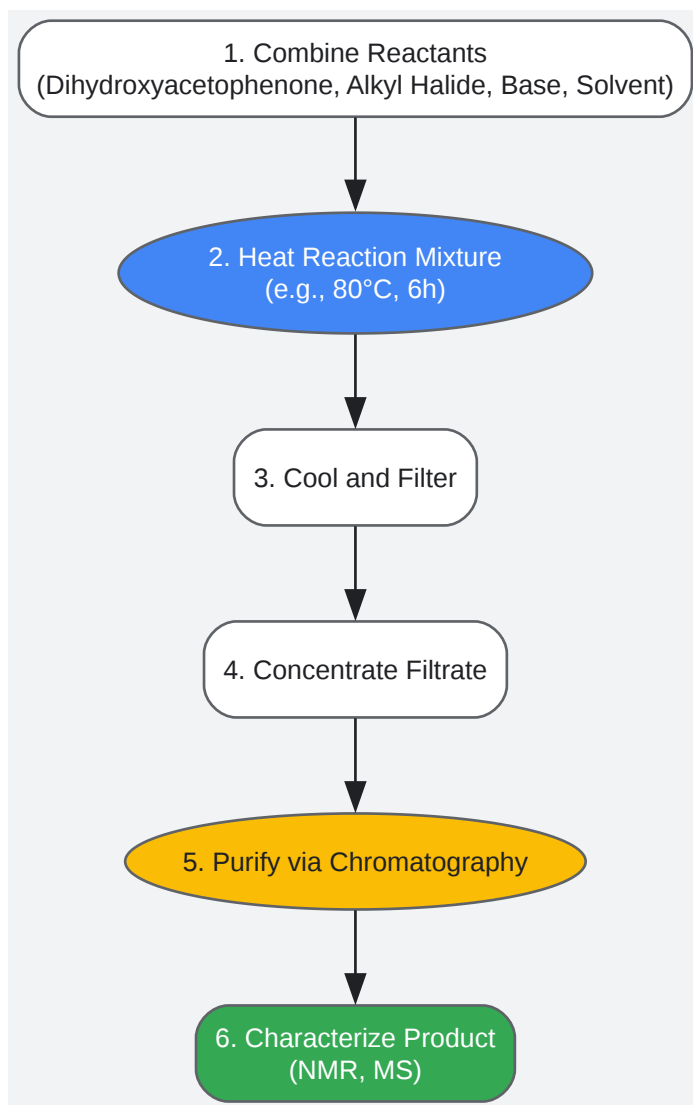 1. Combine Reactants
(Dihydroxyacetophenone, Alkyl Halide, Base, Solvent)
2. Heat Reaction Mixture
(e.g., 80°C, 6h)
3. Cool and Filter
4. Concentrate Filtrate
5. Purify via Chromatography
6. Characterize Product
(NMR, MS)